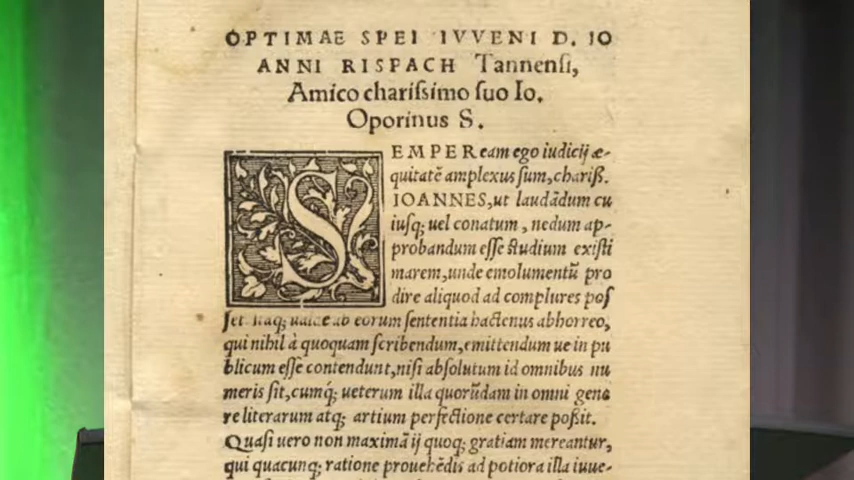 OPTIMAE SPEI IVVENI D. IO
ANNI RISPACH Tannensi,
Amico charissimo suo Io.
Oporinus S.
SEMPER eam ego iudicij æ-
quitatē amplexus sum, chariß.
IOANNES, ut laudādum cu
iusq; uel conatum, nedum ap-
probandum esse studium existi
marem, unde emolumentū pro
dire aliquod ad complures pos
set. Itaq; ualde ab eorum sententia hactenus abhorreo,
qui nihil à quoquam scribendum, emittendum ue in pu
blicum esse contendunt, nisi absolutum id omnibus nu
meris sit, cumq́; ueterum illa quorūdam in omni gene
re literarum atq; artium perfectione certare poßit.
Quasi uero non maximā ij quoq; gratiam mereantur,
qui quacunq; ratione prouehēdis ad potiora illa iuue-